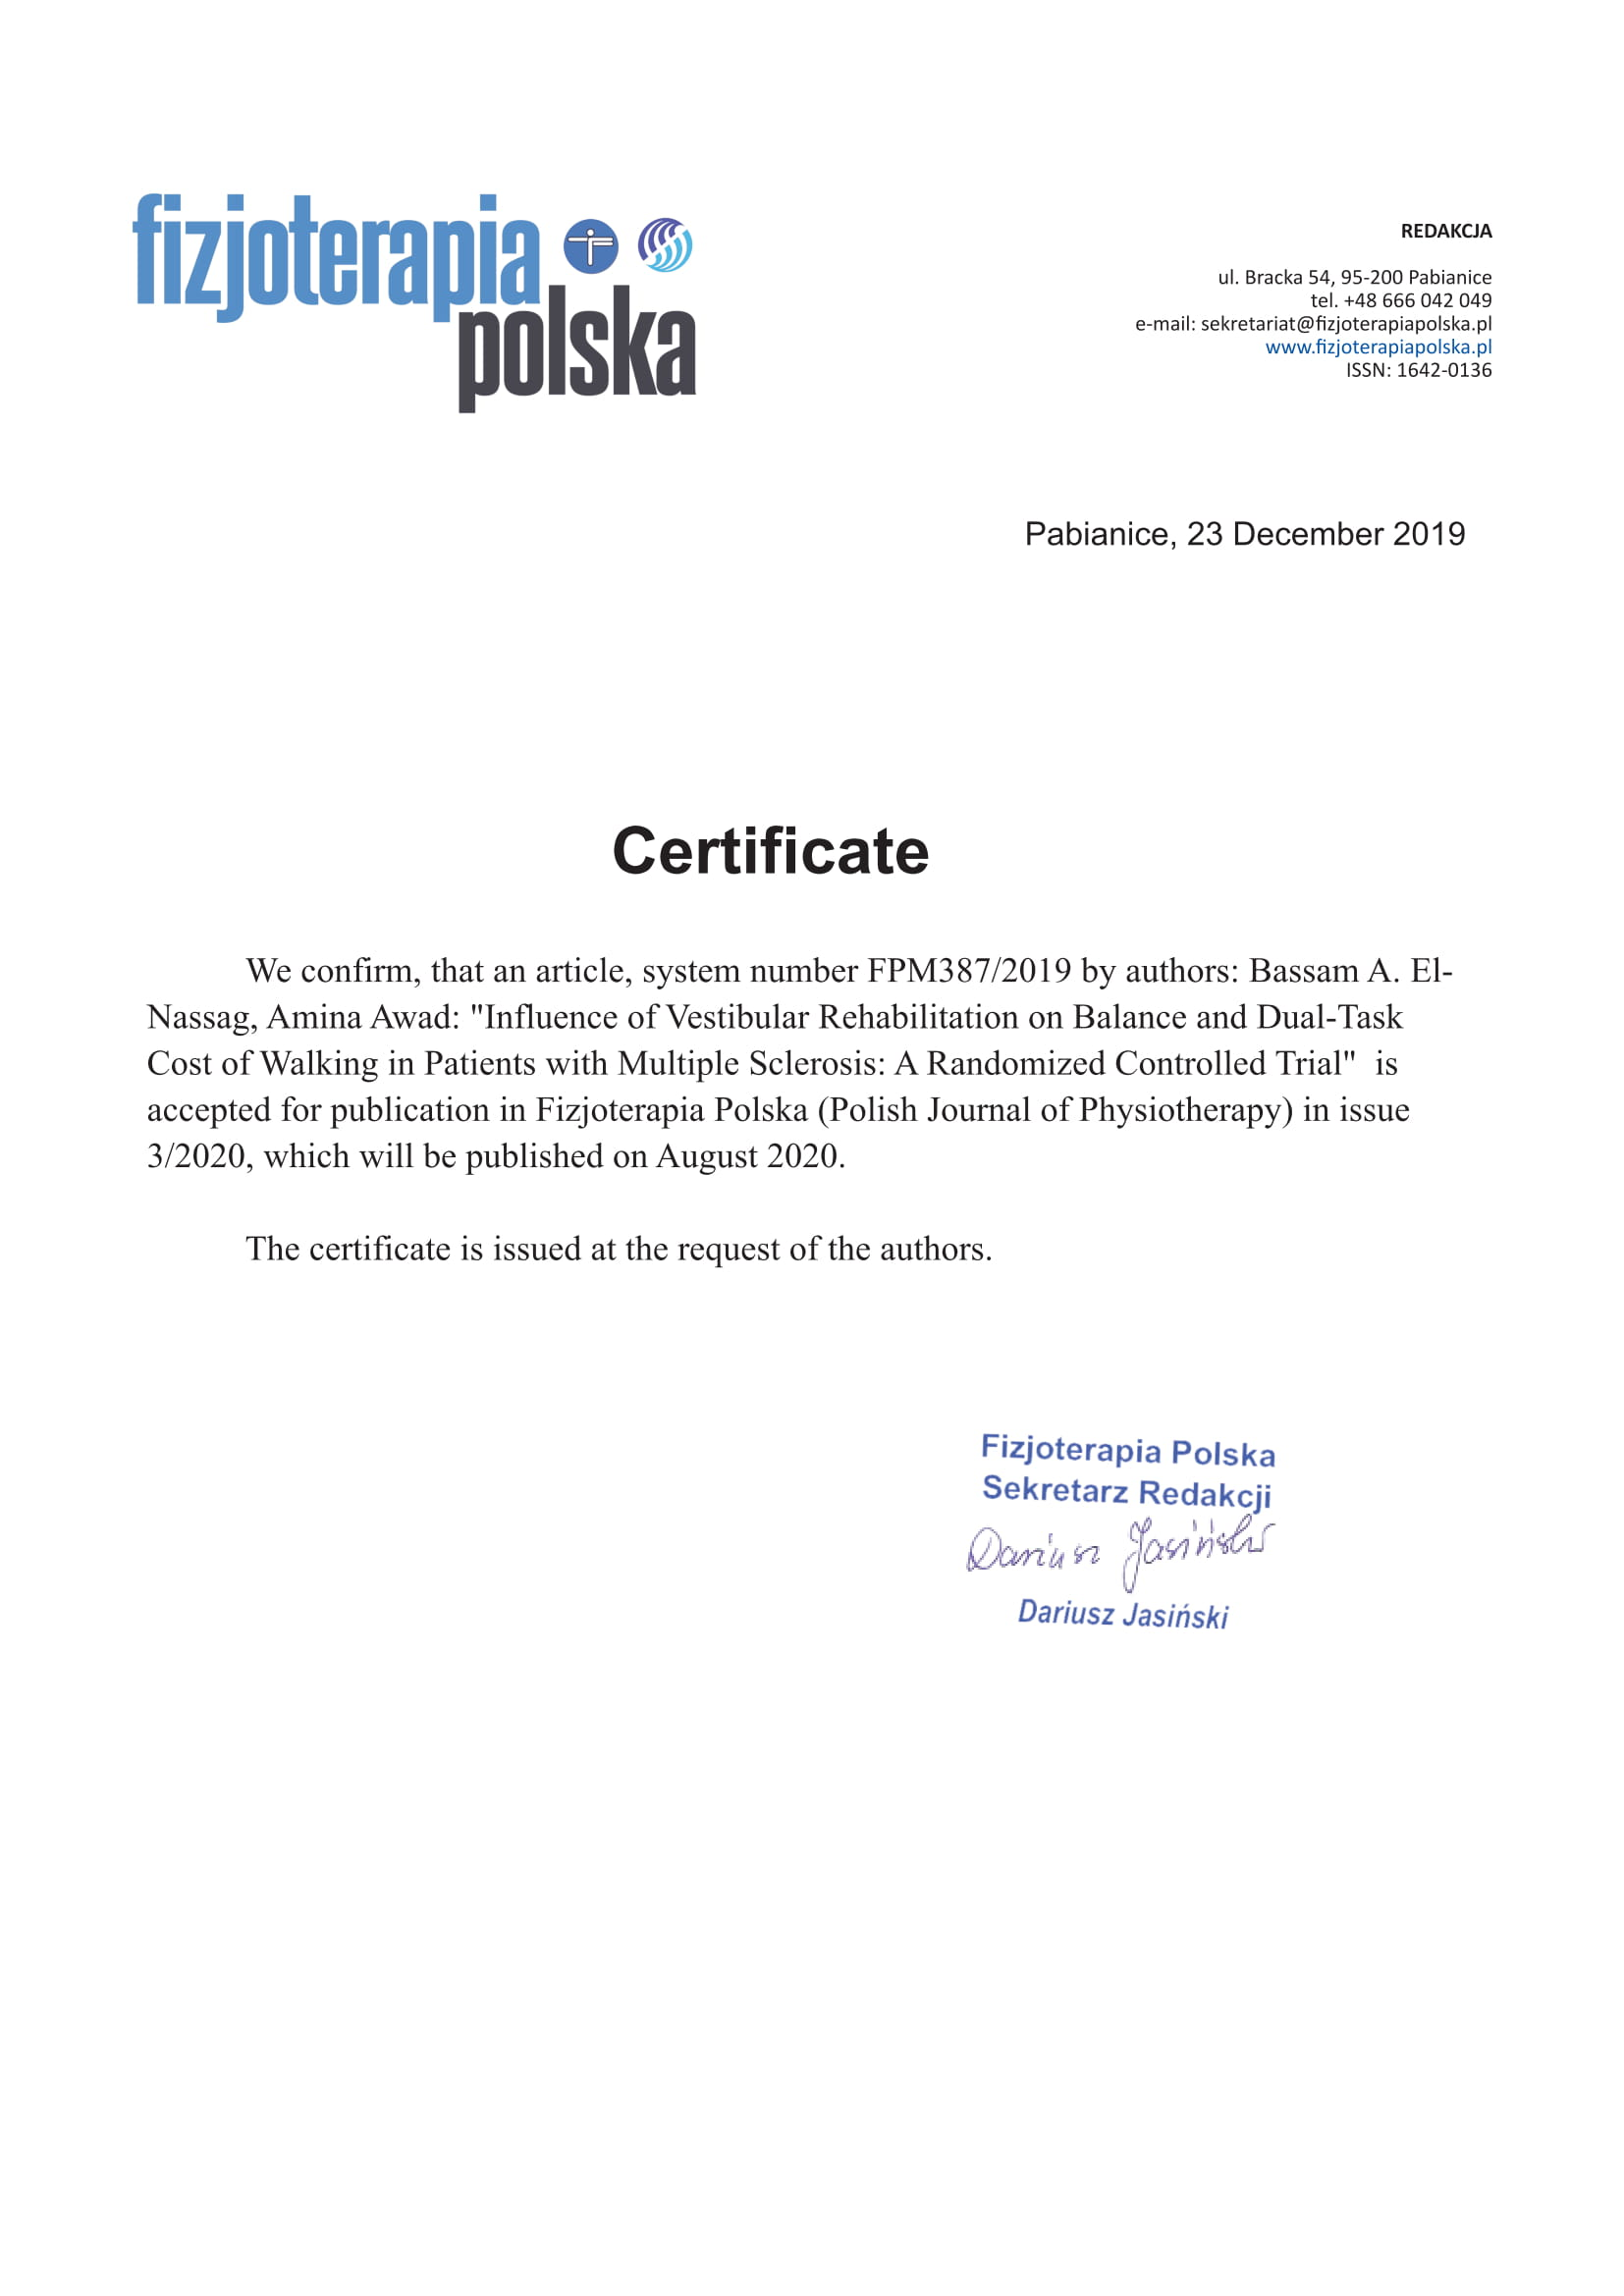 fizjoterapia
polska
REDAKCJA
ul. Bracka 54, 95-200 Pabianice
tel. +48 666 042 049
e-mail: sekretariat@fizjoterapiapolska.pl
www.fizjoterapiapolska.pl
ISSN: 1642-0136
Pabianice, 23 December 2019
Certificate
We confirm, that an article, system number FPM387/2019 by authors: Bassam A. El-
Nassag, Amina Awad: "Influence of Vestibular Rehabilitation on Balance and Dual-Task
Cost of Walking in Patients with Multiple Sclerosis: A Randomized Controlled Trial"  is
accepted for publication in Fizjoterapia Polska (Polish Journal of Physiotherapy) in issue
3/2020, which will be published on August 2020.
The certificate is issued at the request of the authors.
Fizjoterapia Polska
Sekretarz Redakcji
Dariusz Jasiński
Dariusz Jasiński